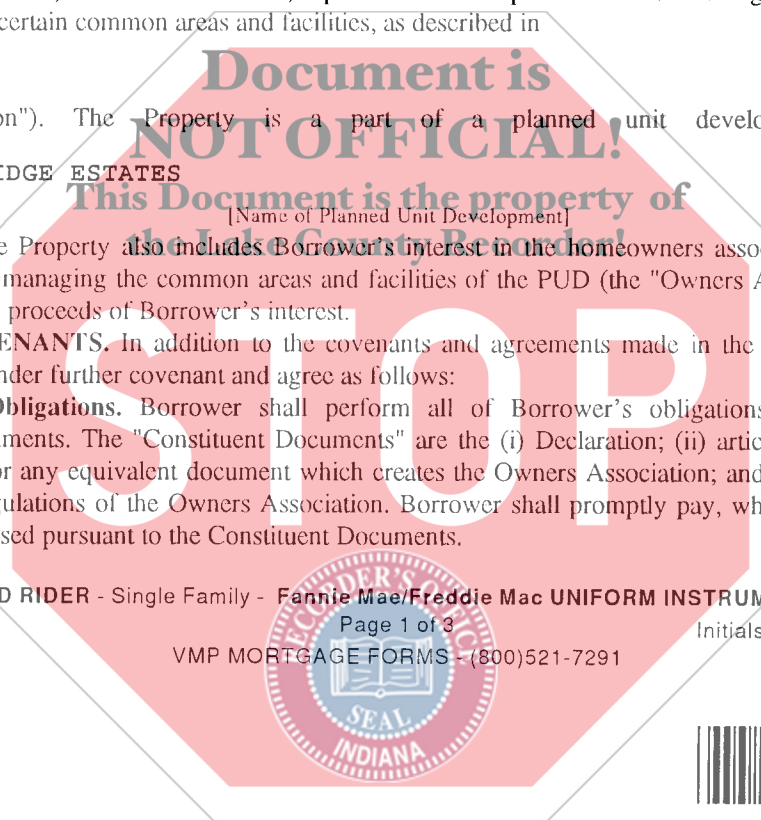 certain common areas and facilities, as described in
Document is
on"). The Property is a part of a planned unit develo
NOT OFFICIAL!
IDGE ESTATES
This Document is the property of
[Name of Planned Unit Development]
the Lake County Recorder!
e Property also includes Borrower's interest in the homeowners asso
managing the common areas and facilities of the PUD (the "Owners A
proceeds of Borrower's interest.
ENANTS. In addition to the covenants and agreements made in the
nder further covenant and agree as follows:
Obligations. Borrower shall perform all of Borrower's obligations
ments. The "Constituent Documents" are the (i) Declaration; (ii) artic
or any equivalent document which creates the Owners Association; and
gulations of the Owners Association. Borrower shall promptly pay, wh
sed pursuant to the Constituent Documents.
STOP
D RIDER - Single Family - Fannie Mae/Freddie Mac UNIFORM INSTRUM
Page 1 of 3
Initials
VMP MORTGAGE FORMS - (800)521-7291
RECORDER'S OFFICE
SEAL
INDIANA